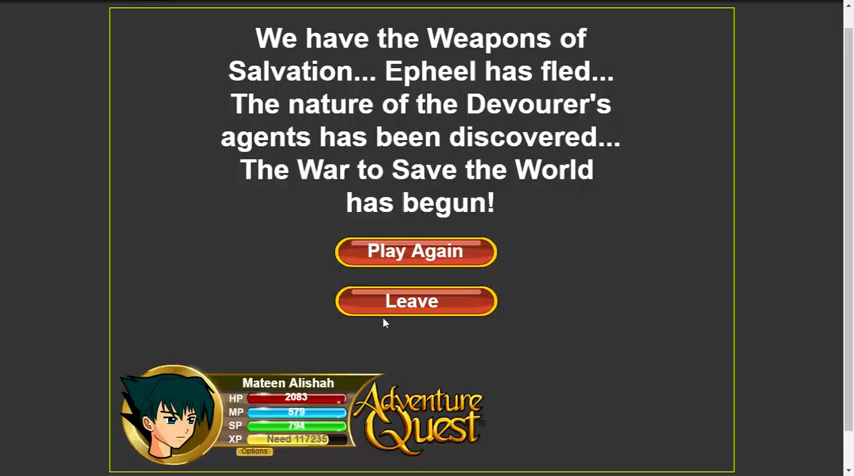 We have the Weapons of
Salvation... Epheel has fled...
The nature of the Devourer's
agents has been discovered...
The War to Save the World
has begun!
Play Again
Leave
Mateen Alishah
HP 2083
MP 579
SP 794
XP Need 117235
Options
Adventure
Quest